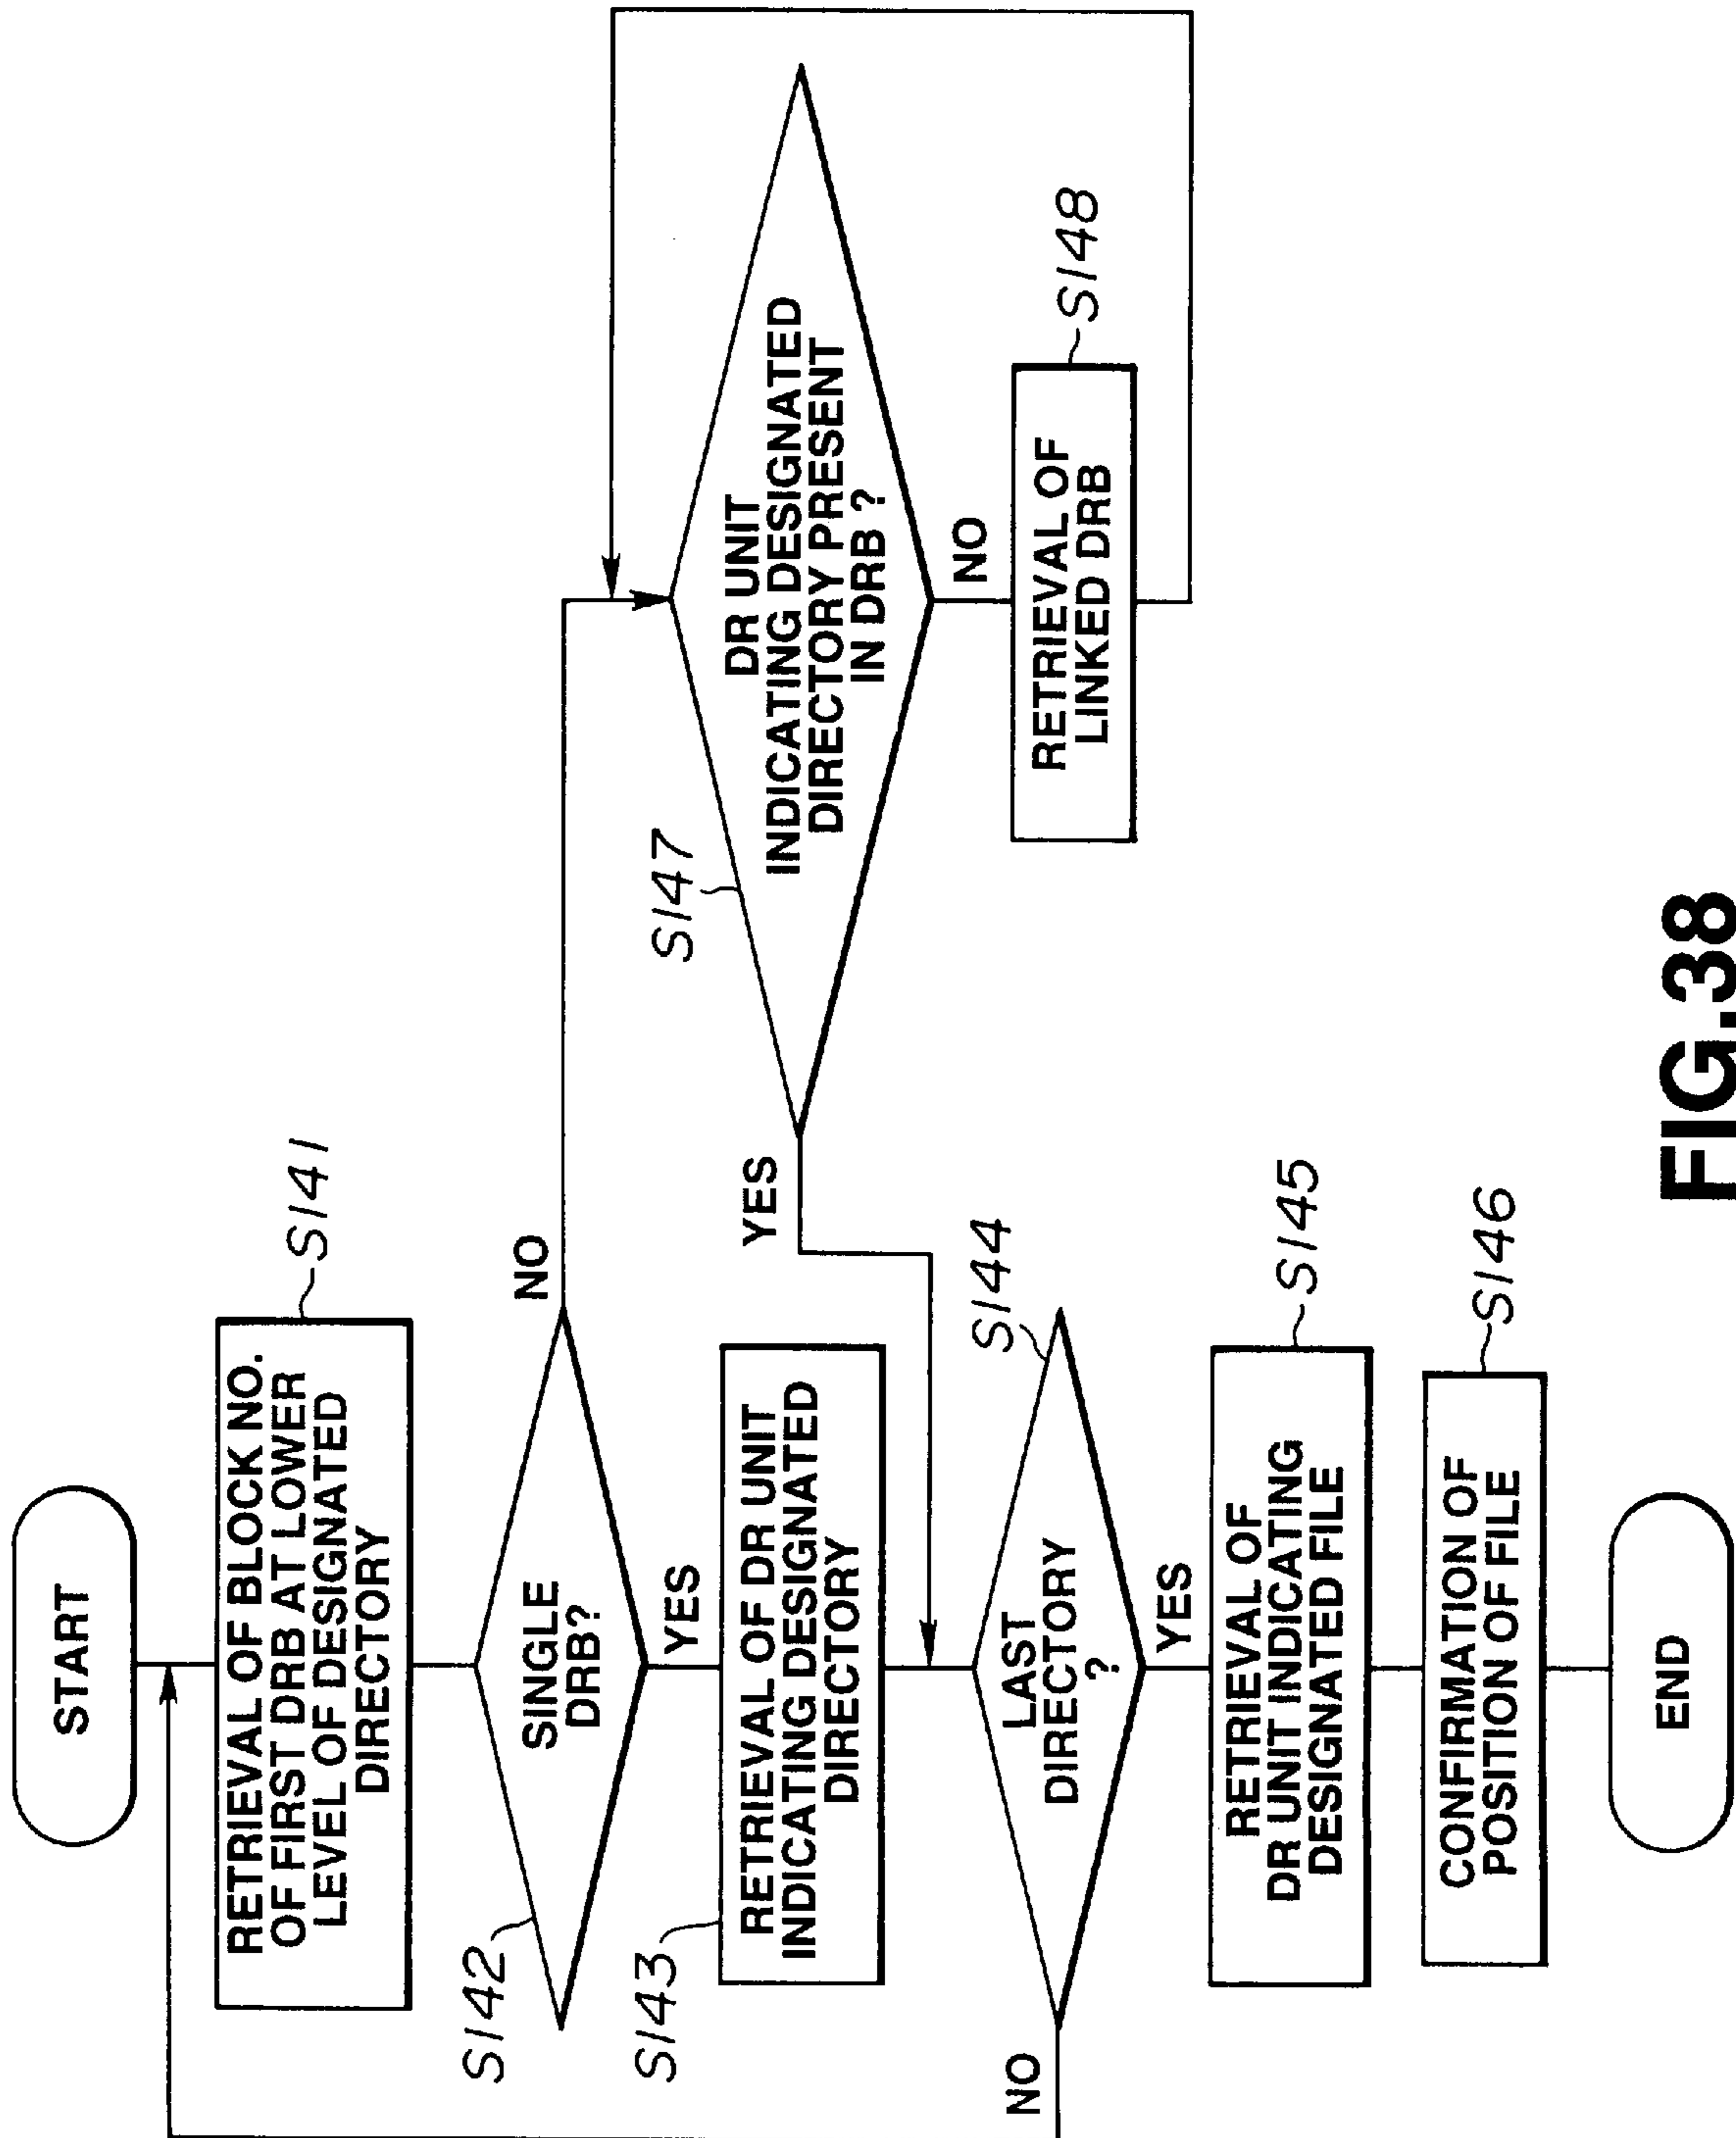 START
RETRIEVAL OF BLOCK NO.
OF FIRST DRB AT LOWER
LEVEL OF DESIGNATED
DIRECTORY
S141
SINGLE
DRB?
S142
NO
YES
RETRIEVAL OF DR UNIT
INDICATING DESIGNATED
DIRECTORY
S143
LAST
DIRECTORY
?
S144
NO
YES
RETRIEVAL OF
DR UNIT INDICATING
DESIGNATED FILE
S145
CONFIRMATION OF
POSITION OF FILE
S146
END
S147
DR UNIT
INDICATING DESIGNATED
DIRECTORY PRESENT
IN DRB ?
YES
NO
RETRIEVAL OF
LINKED DRB
S148
FIG.38